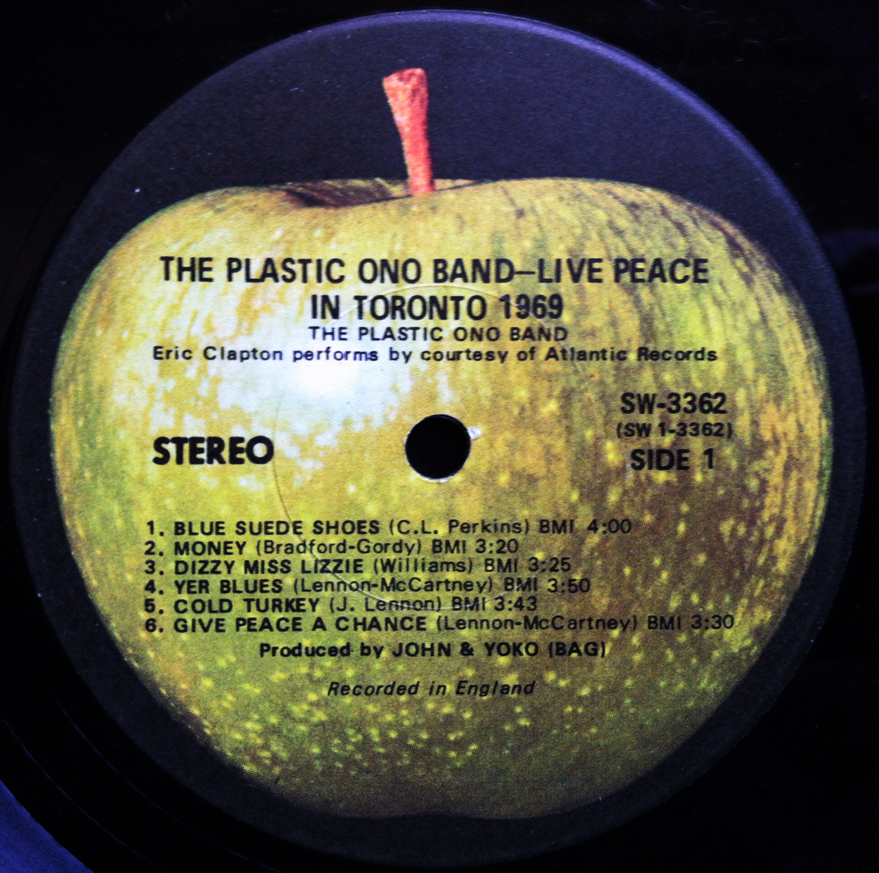 THE PLASTIC ONO BAND—LIVE PEACE
IN TORONTO 1969
THE PLASTIC ONO BAND
Eric Clapton performs by courtesy of Atlantic Records
SW-3362
(SW 1-3362)
STEREO
SIDE 1
1. BLUE SUEDE SHOES (C.L. Perkins) BMI 4:00
2. MONEY (Bradford-Gordy) BMI 3:20
3. DIZZY MISS LIZZIE (Williams) BMI 3:25
4. YER BLUES (Lennon-McCartney) BMI 3:50
5. COLD TURKEY (J. Lennon) BMI 3:43
6. GIVE PEACE A CHANCE (Lennon-McCartney) BMI 3:30
Produced by JOHN & YOKO (BAG)
Recorded in England